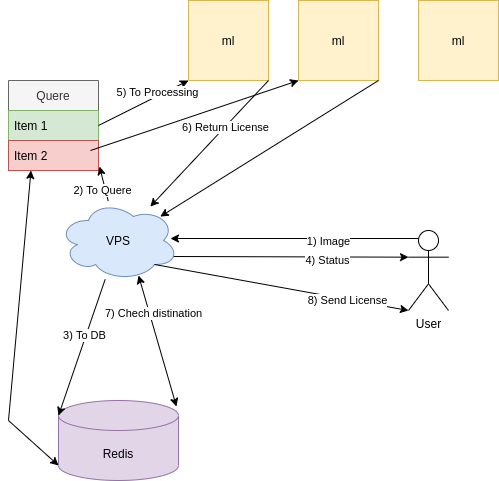 ml
ml
ml
Quere
5) To Processing
Item 1
6) Return License
Item 2
2) To Quere
VPS
1) Image
4) Status
8) Send License
7) Chech distination
User
3) To DB
Redis